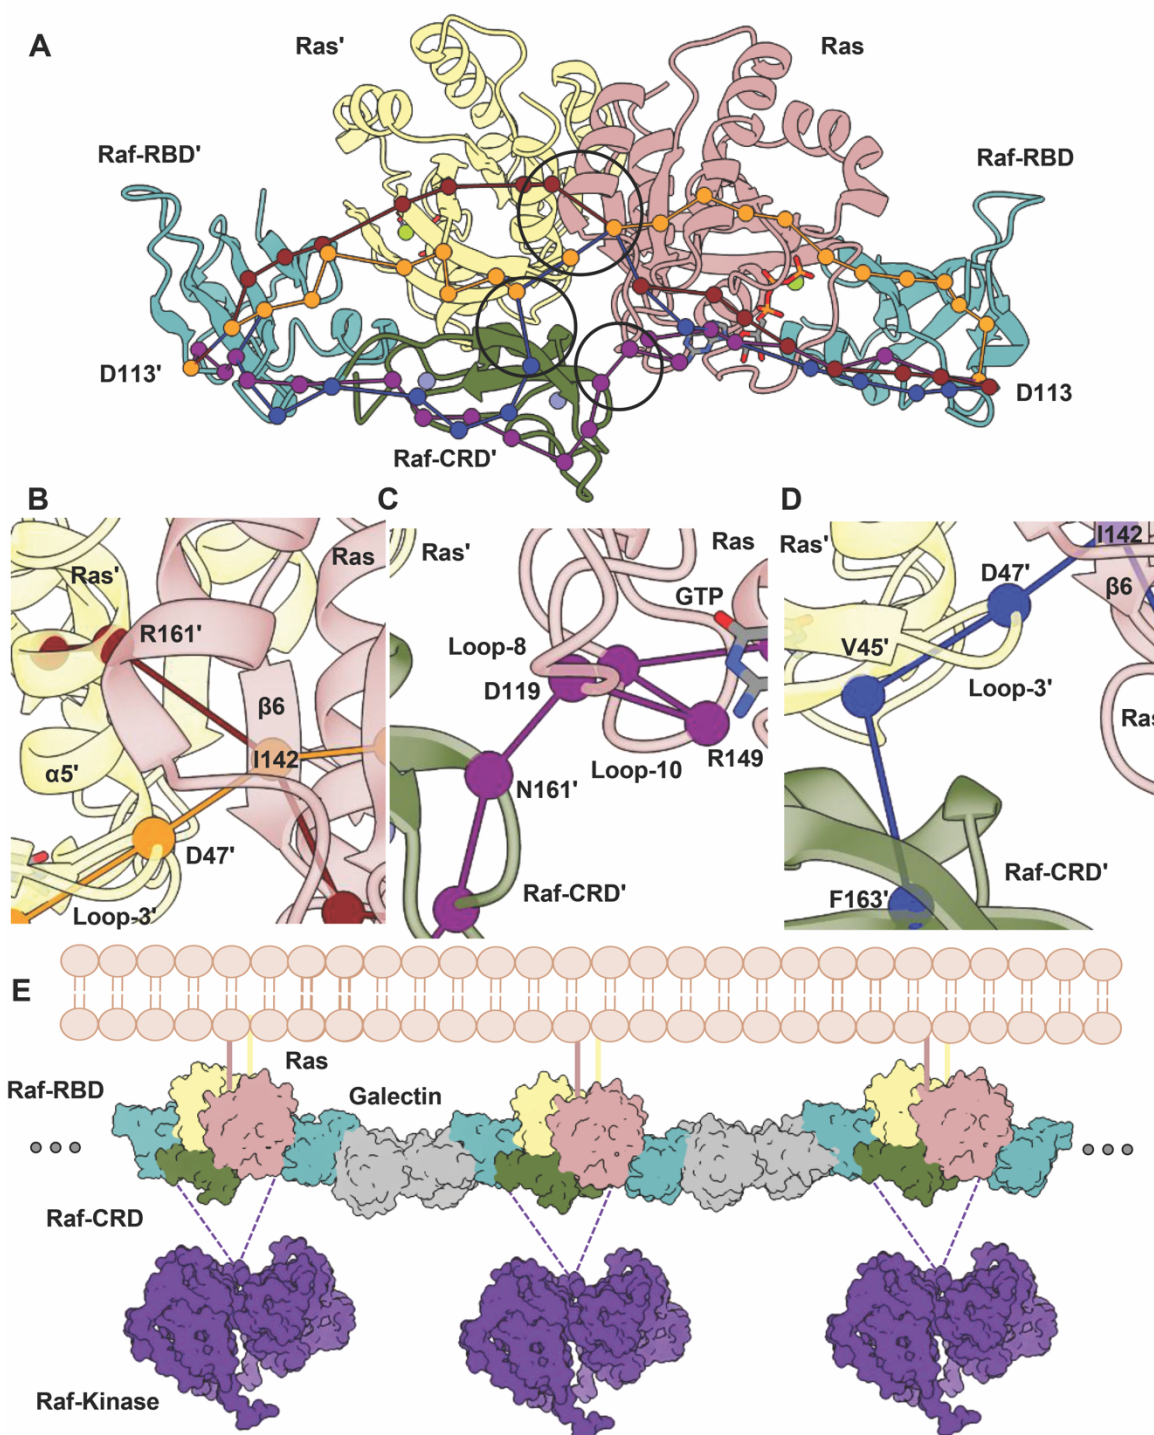 A
Ras'
Ras
Raf-RBD'
Raf-RBD
D113'
D113
Raf-CRD'
B
C
D
Ras'
Ras
R161'
β6
I142
α5'
D47'
Loop-3'
Ras'
Ras
GTP
Loop-8
D119
Loop-10
R149
N161'
Raf-CRD'
Ras'
I142
D47'
β6
V45'
Loop-3'
Ras
Raf-CRD'
F163'
E
Ras
Raf-RBD
Galectin
Raf-CRD
Raf-Kinase